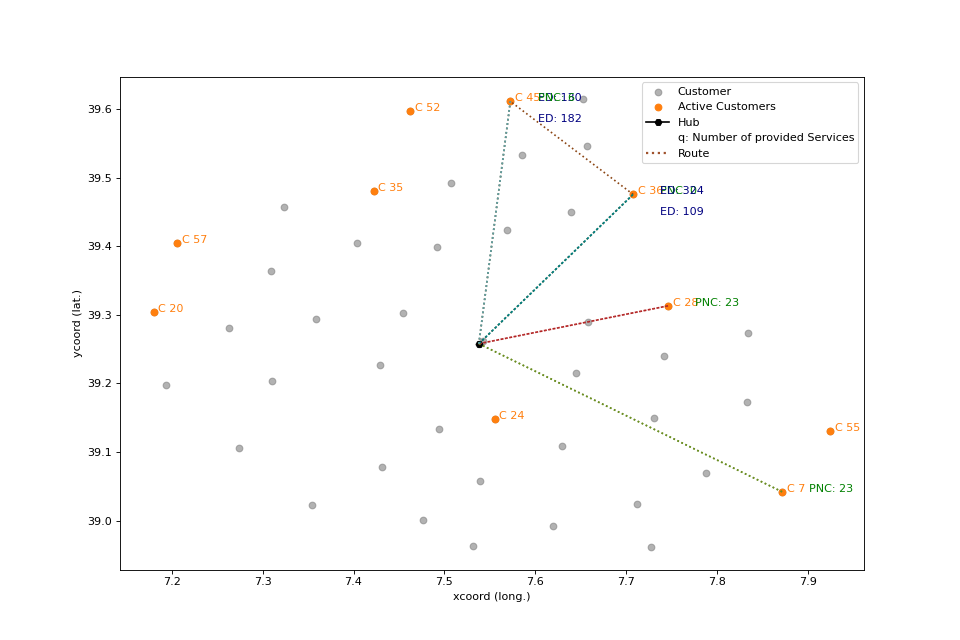 Customer
Active Customers
Hub
q: Number of provided Services
Route
C 45
ED: 182
C 52
C 35
ED: 109
C 57
C 20
C 28
PNC: 23
C 24
C 55
C 7
PNC: 23
39.6
39.5
39.4
39.3
39.2
39.1
39.0
ycoord (lat.)
7.2 7.3 7.4 7.5 7.6 7.7 7.8 7.9
xcoord (long.)